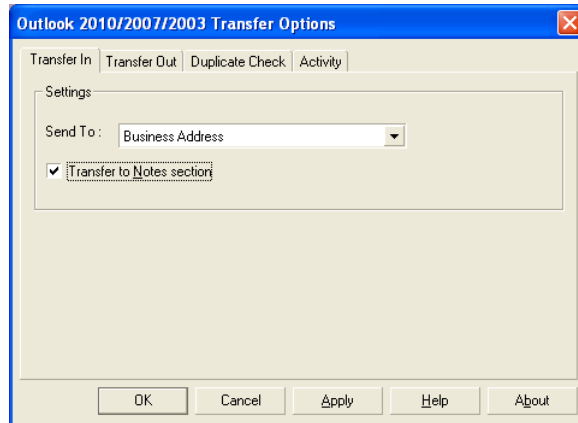 Outlook 2010/2007/2003 Transfer Options
Transfer In Transfer Out Duplicate Check Activity
Settings
Send To : Business Address
Transfer to Notes section
OK Cancel Apply Help About